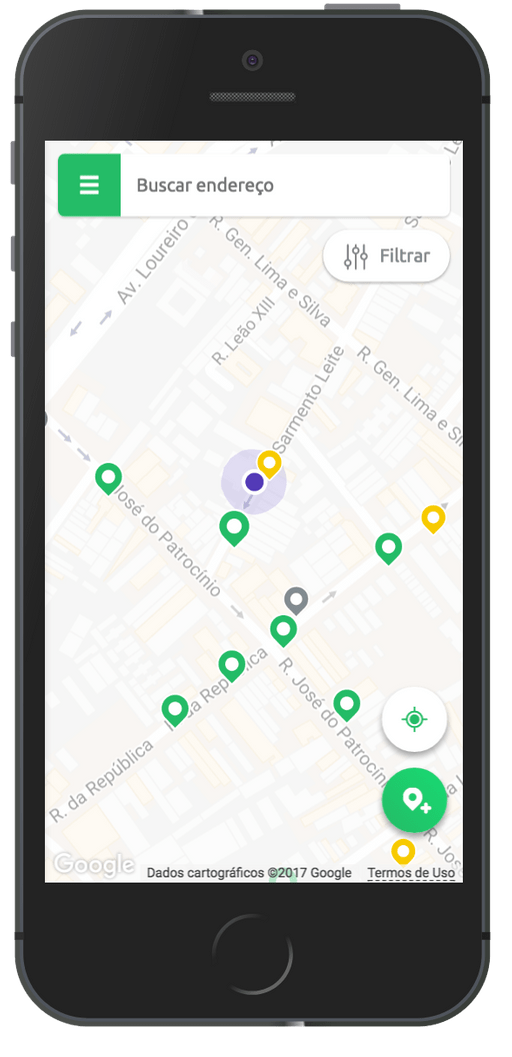 Buscar endereço
Filtrar
Av. Loureiro
R. Gen. Lima e Silva
R. Leão XIII
Sarmento Leite
R. Gen. Lima e
José do Patrocínio
da República
R. da República
R. José do Patrocínio
R. Jos
Google
Dados cartográficos ©2017 Google
Termos de Uso